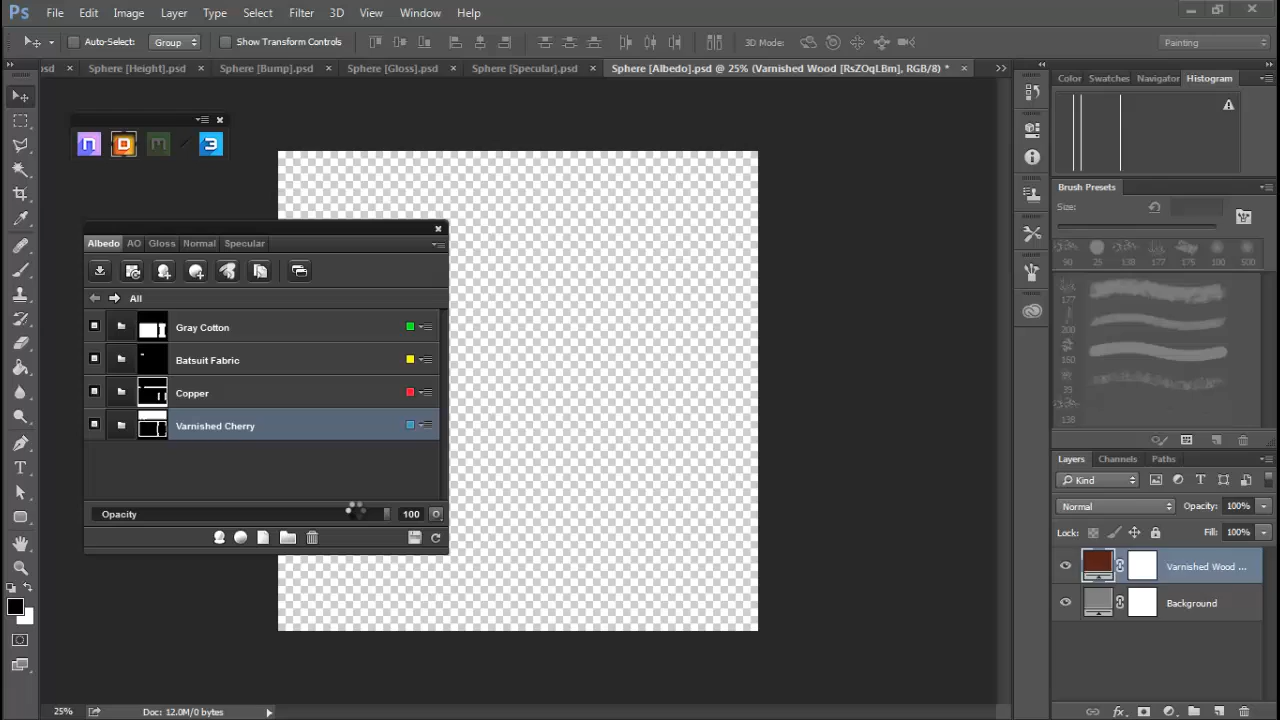 Ps File Edit Image Layer Type Select Filter 3D View Window Help
Auto-Select: Group Show Transform Controls 3D Mode: Painting
sd × Sphere [Height].psd × Sphere [Bump].psd × Sphere [Gloss].psd × Sphere [Specular].psd × Sphere [Albedo].psd @ 25% (Varnished Wood [RsZOqLBm], RGB/8) * ×
Color Swatches Navigator Histogram
Brush Presets
Size:
90 25 138 177 100 500
177
200
150
39
138
Albedo AO Gloss Normal Specular
All
Gray Cotton
Batsuit Fabric
Copper
Varnished Cherry
Opacity 100
Layers Channels Paths
Kind
Normal Opacity: 100%
Lock: Fill: 100%
Varnished Wood ...
Background
25% Doc: 12.0M/0 bytes